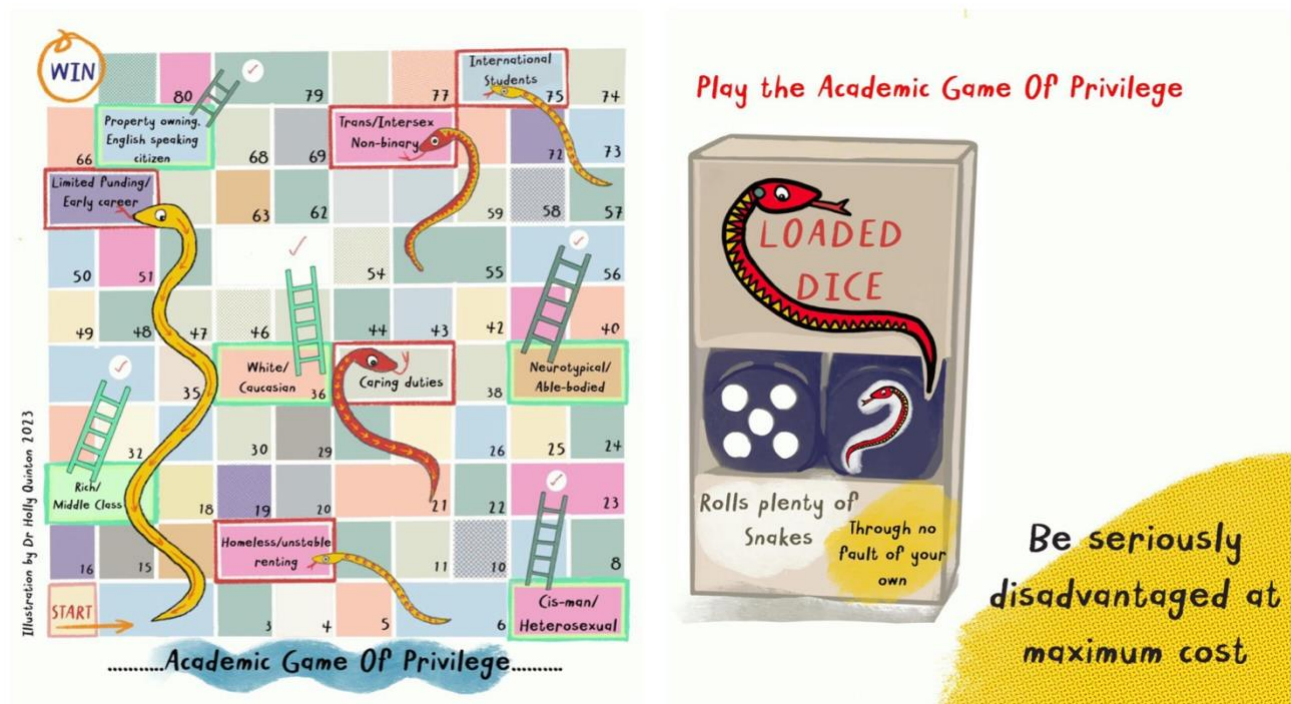 WIN
80
79
77
International
Students
75
74
Property owning,
English speaking
citizen
66
68
69
Trans/Intersex
Non-binary
72
73
Limited funding/
Early career
63
62
59
58
57
50
51
54
55
56
49
48
47
46
44
43
42
40
35
White/
Caucasian
36
Caring duties
38
Neurotypical/
Able-bodied
32
30
29
26
25
24
Rich/
Middle Class
18
19
20
21
22
23
16
15
Homeless/unstable
renting
11
10
8
START
3
4
5
6
Cis-man/
Heterosexual
Illustration by Dr Holly Quinton 2023
...........Academic Game Of Privilege.........
Play the Academic Game Of Privilege
LOADED
DICE
Rolls plenty of
Snakes
Through no
fault of your
own
Be seriously
disadvantaged at
maximum cost